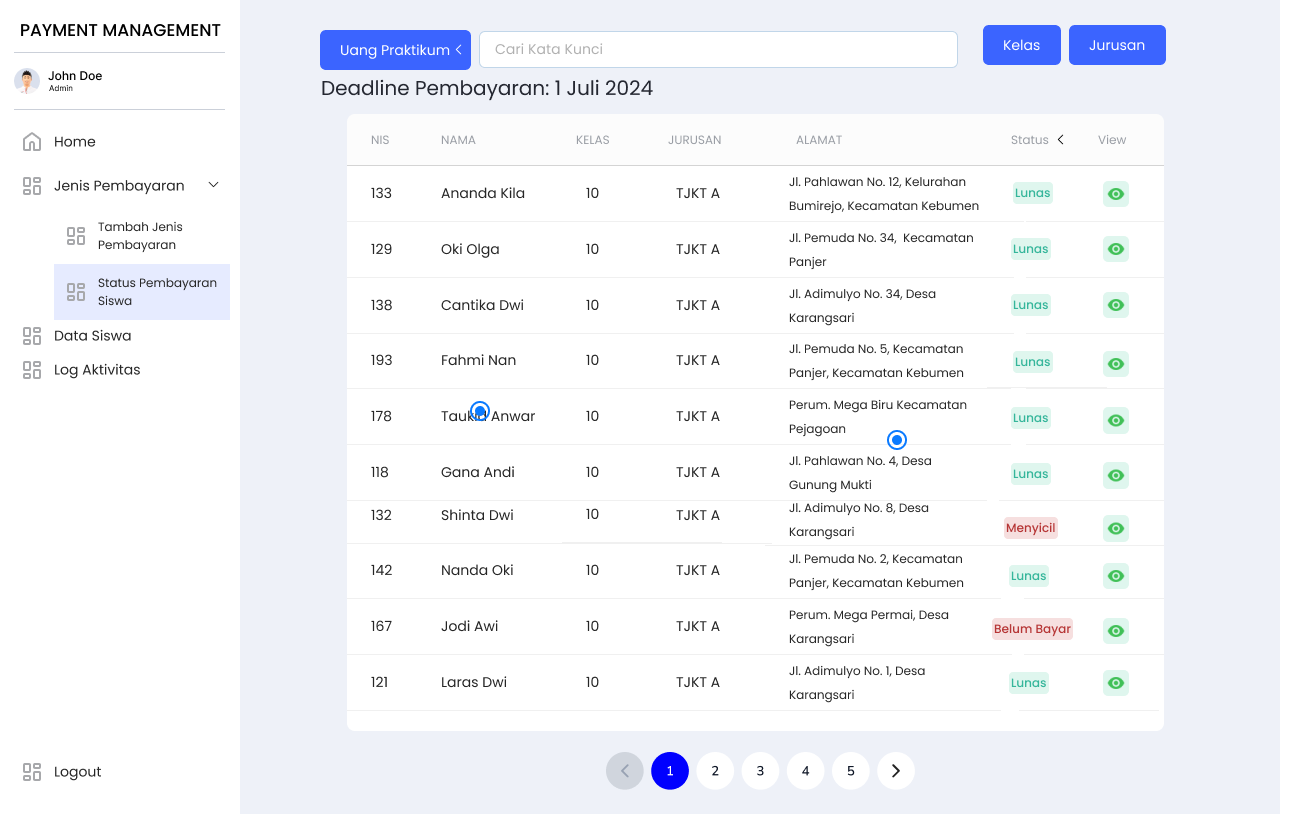 PAYMENT MANAGEMENT
John Doe
Admin
Home
Jenis Pembayaran
Tambah Jenis
Pembayaran
Status Pembayaran
Siswa
Data Siswa
Log Aktivitas
Logout
Uang Praktikum
Cari Kata Kunci
Kelas
Jurusan
Deadline Pembayaran: 1 Juli 2024
NIS NAMA KELAS JURUSAN ALAMAT Status View
133 Ananda Kila 10 TJKT A Jl. Pahlawan No. 12, Kelurahan
Bumirejo, Kecamatan Kebumen Lunas
129 Oki Olga 10 TJKT A Jl. Pemuda No. 34, Kecamatan
Panjer Lunas
138 Cantika Dwi 10 TJKT A Jl. Adimulyo No. 34, Desa
Karangsari Lunas
193 Fahmi Nan 10 TJKT A Jl. Pemuda No. 5, Kecamatan
Panjer, Kecamatan Kebumen Lunas
178 Anwar 10 TJKT A Perum. Mega Biru Kecamatan
Pejagoan Lunas
118 Gana Andi 10 TJKT A Jl. Pahlawan No. 4, Desa
Gunung Mukti Lunas
132 Shinta Dwi 10 TJKT A Jl. Adimulyo No. 8, Desa
Karangsari Menyicil
142 Nanda Oki 10 TJKT A Jl. Pemuda No. 2, Kecamatan
Panjer, Kecamatan Kebumen Lunas
167 Jodi Awi 10 TJKT A Perum. Mega Permai, Desa
Karangsari Belum Bayar
121 Laras Dwi 10 TJKT A Jl. Adimulyo No. 1, Desa
Karangsari Lunas
1 2 3 4 5